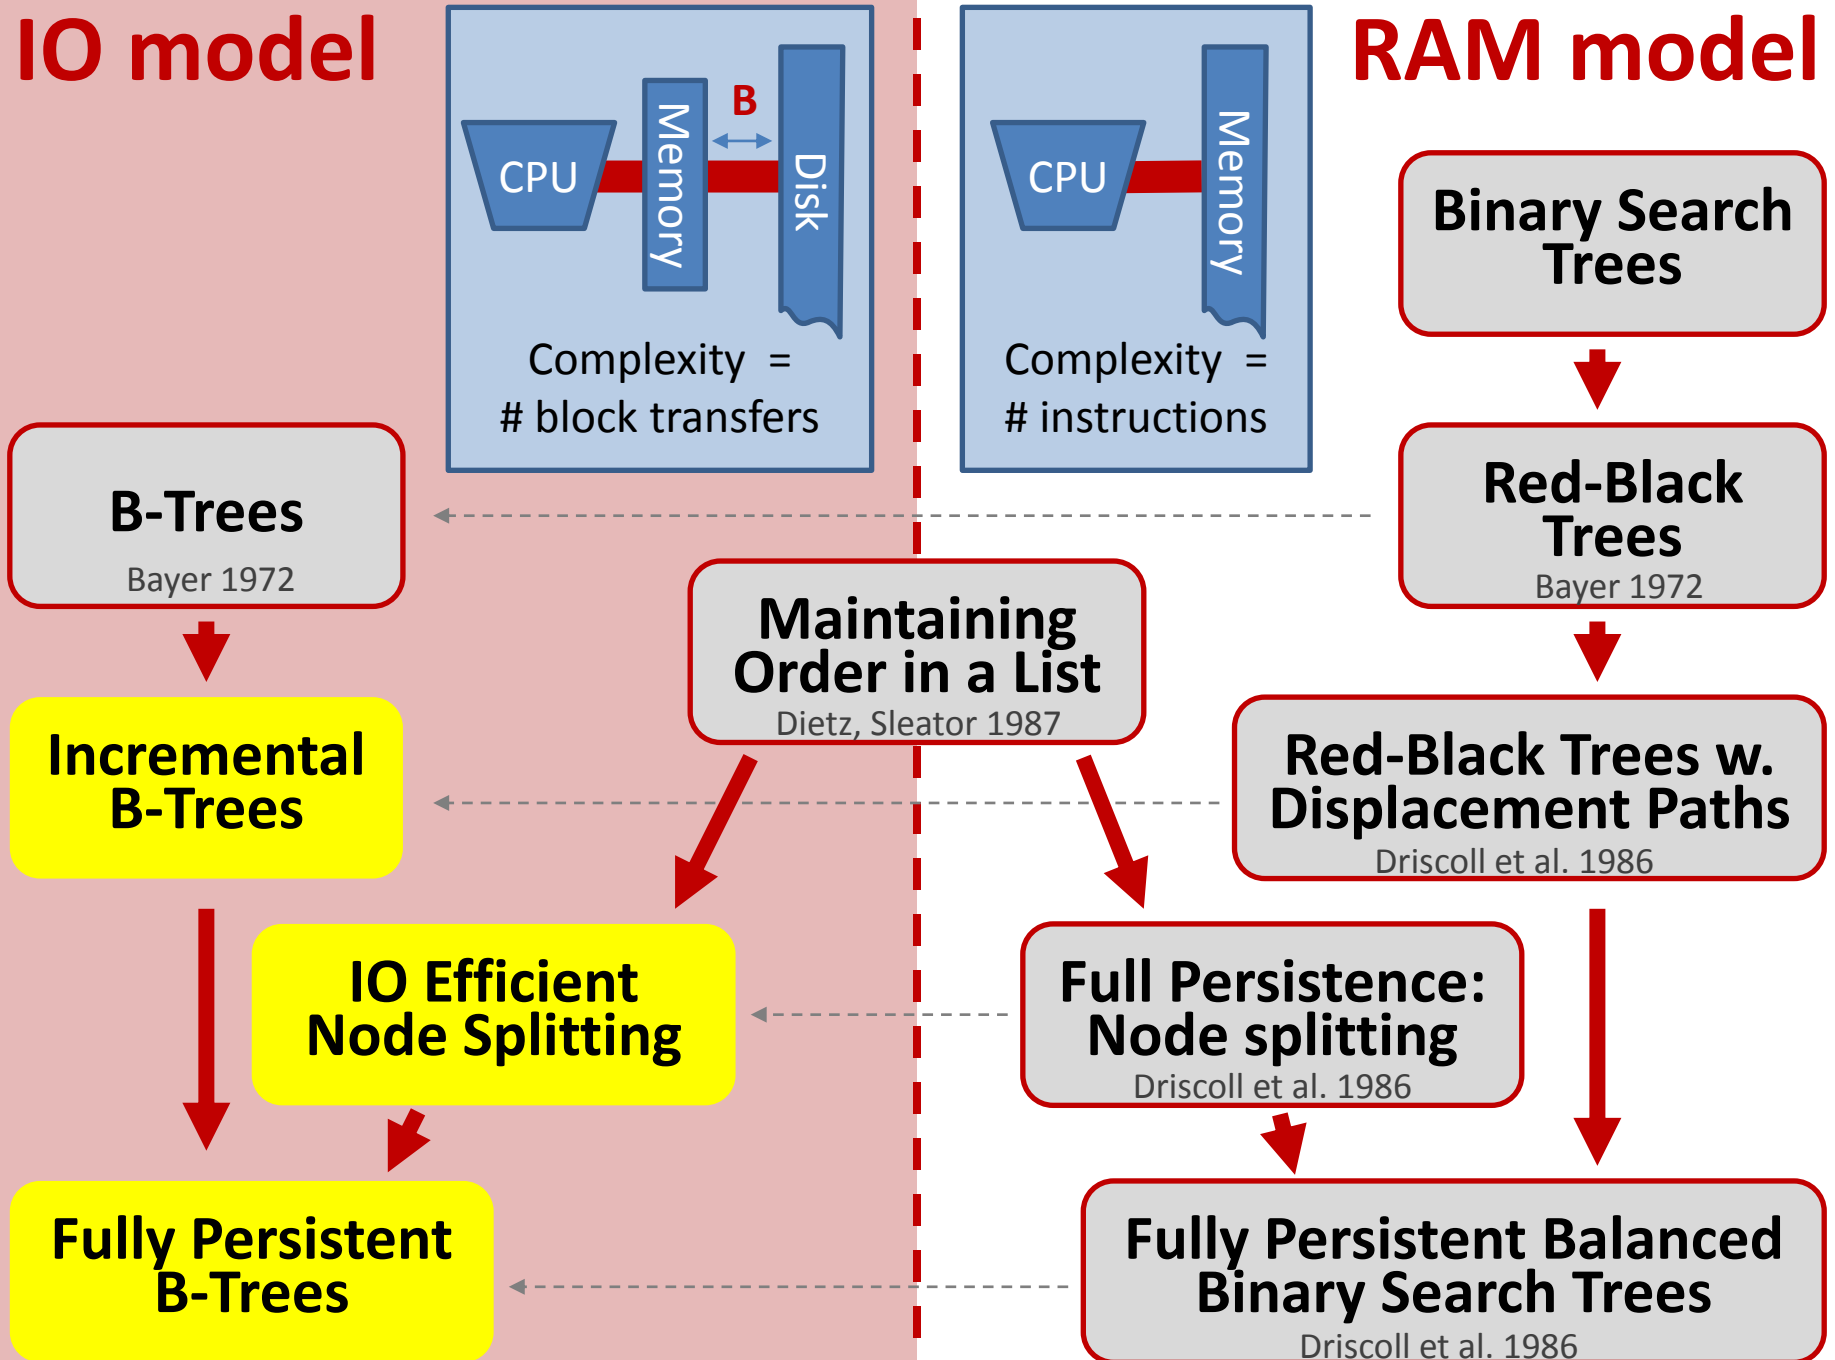 IO model
RAM model
B
CPU
Memory
Disk
Complexity =
# block transfers
CPU
Memory
Complexity =
# instructions
Binary Search
Trees
B-Trees
Bayer 1972
Red-Black
Trees
Bayer 1972
Maintaining
Order in a List
Dietz, Sleator 1987
Incremental
B-Trees
Red-Black Trees w.
Displacement Paths
Driscoll et al. 1986
IO Efficient
Node Splitting
Full Persistence:
Node splitting
Driscoll et al. 1986
Fully Persistent
B-Trees
Fully Persistent Balanced
Binary Search Trees
Driscoll et al. 1986